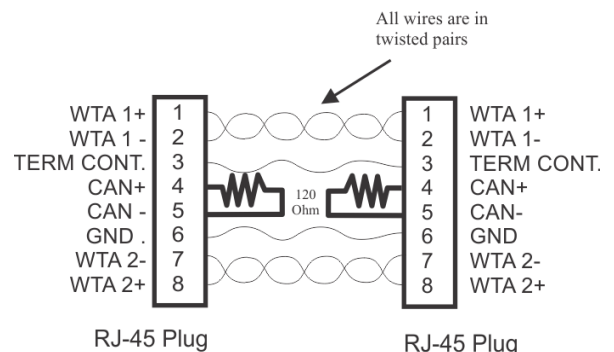 All wires are in
twisted pairs
WTA 1+ 1 1 WTA 1+
WTA 1 - 2 2 WTA 1-
TERM CONT. 3 3 TERM CONT.
CAN+ 4 4 CAN+
120
Ohm
CAN - 5 5 CAN-
GND . 6 6 GND
WTA 2- 7 7 WTA 2-
WTA 2+ 8 8 WTA 2+
RJ-45 Plug RJ-45 Plug